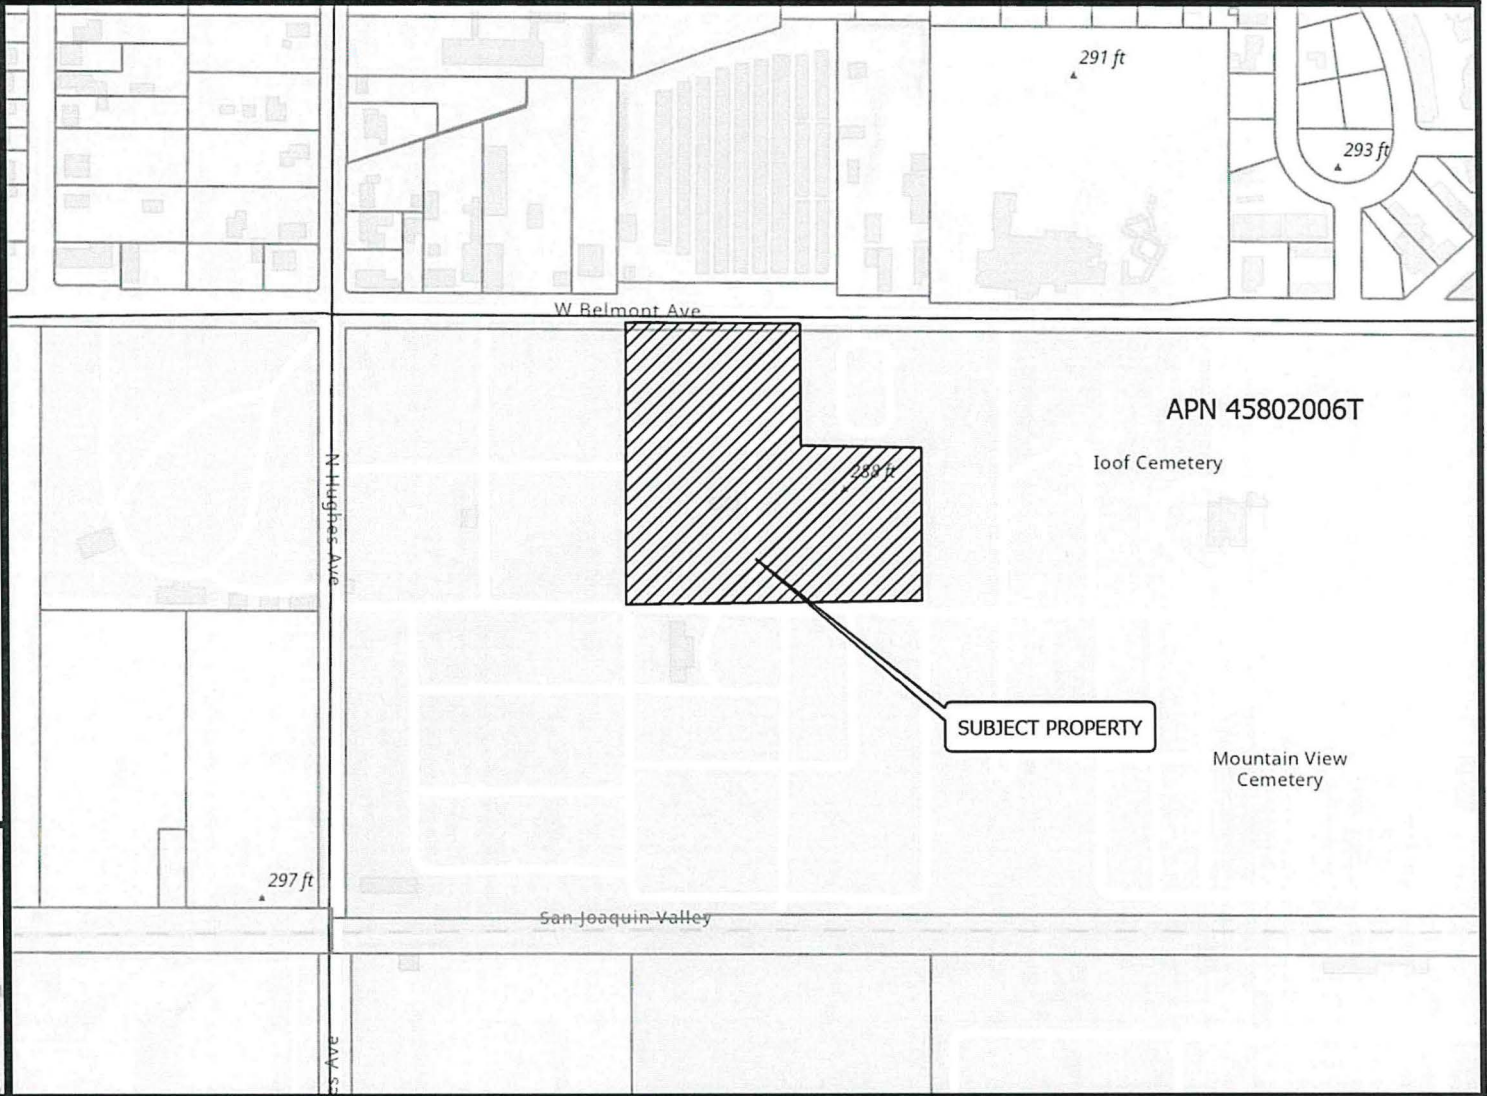 291 ft
293 ft
W Belmont Ave
APN 45802006T
Ioof Cemetery
288 ft
N Hughes Ave
SUBJECT PROPERTY
Mountain View
Cemetery
297 ft
San Joaquin Valley
s Ave